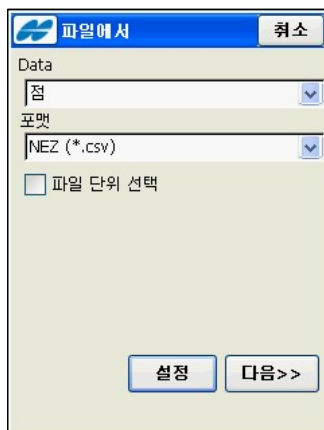 파일에서 취소
Data
점
포맷
NEZ (*.csv)
파일 단위 선택
설정 다음>>